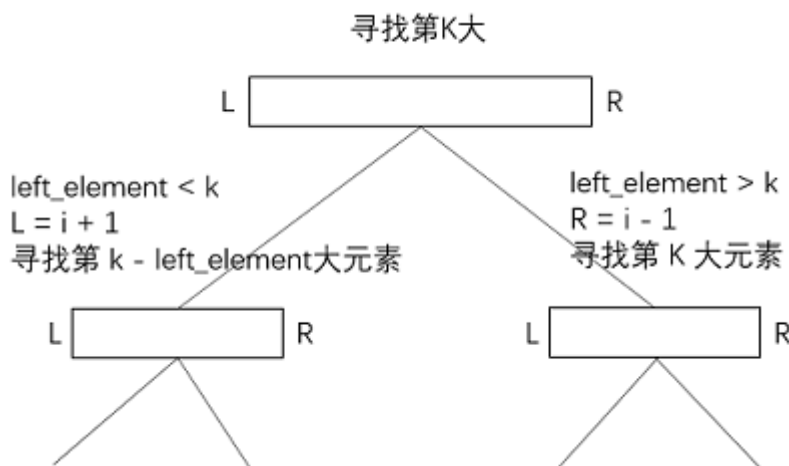 寻找第K大
L
R
left_element < k
L = i + 1
寻找第 k - left_element大元素
left_element > k
R = i - 1
寻找第 K 大元素
L
R
L
R